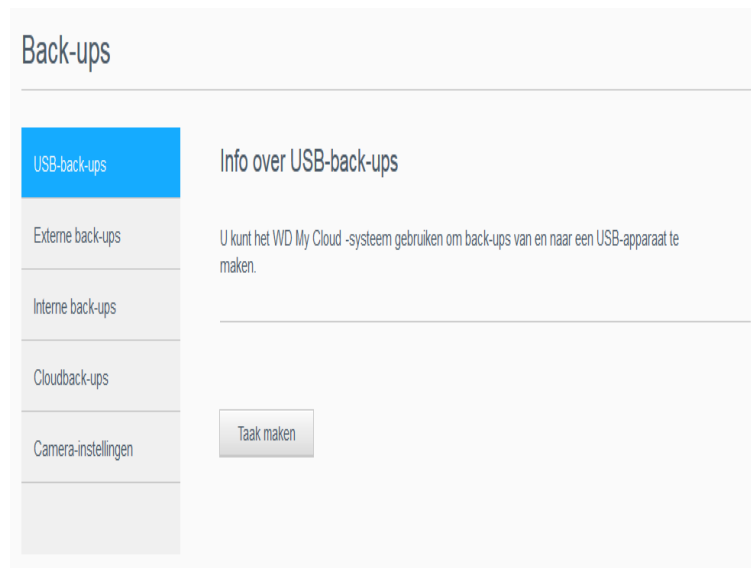 Back-ups
USB-back-ups
Externe back-ups
Interne back-ups
Cloudback-ups
Camera-instellingen
Info over USB-back-ups
U kunt het WD My Cloud -systeem gebruiken om back-ups van en naar een USB-apparaat te
maken.
Taak maken